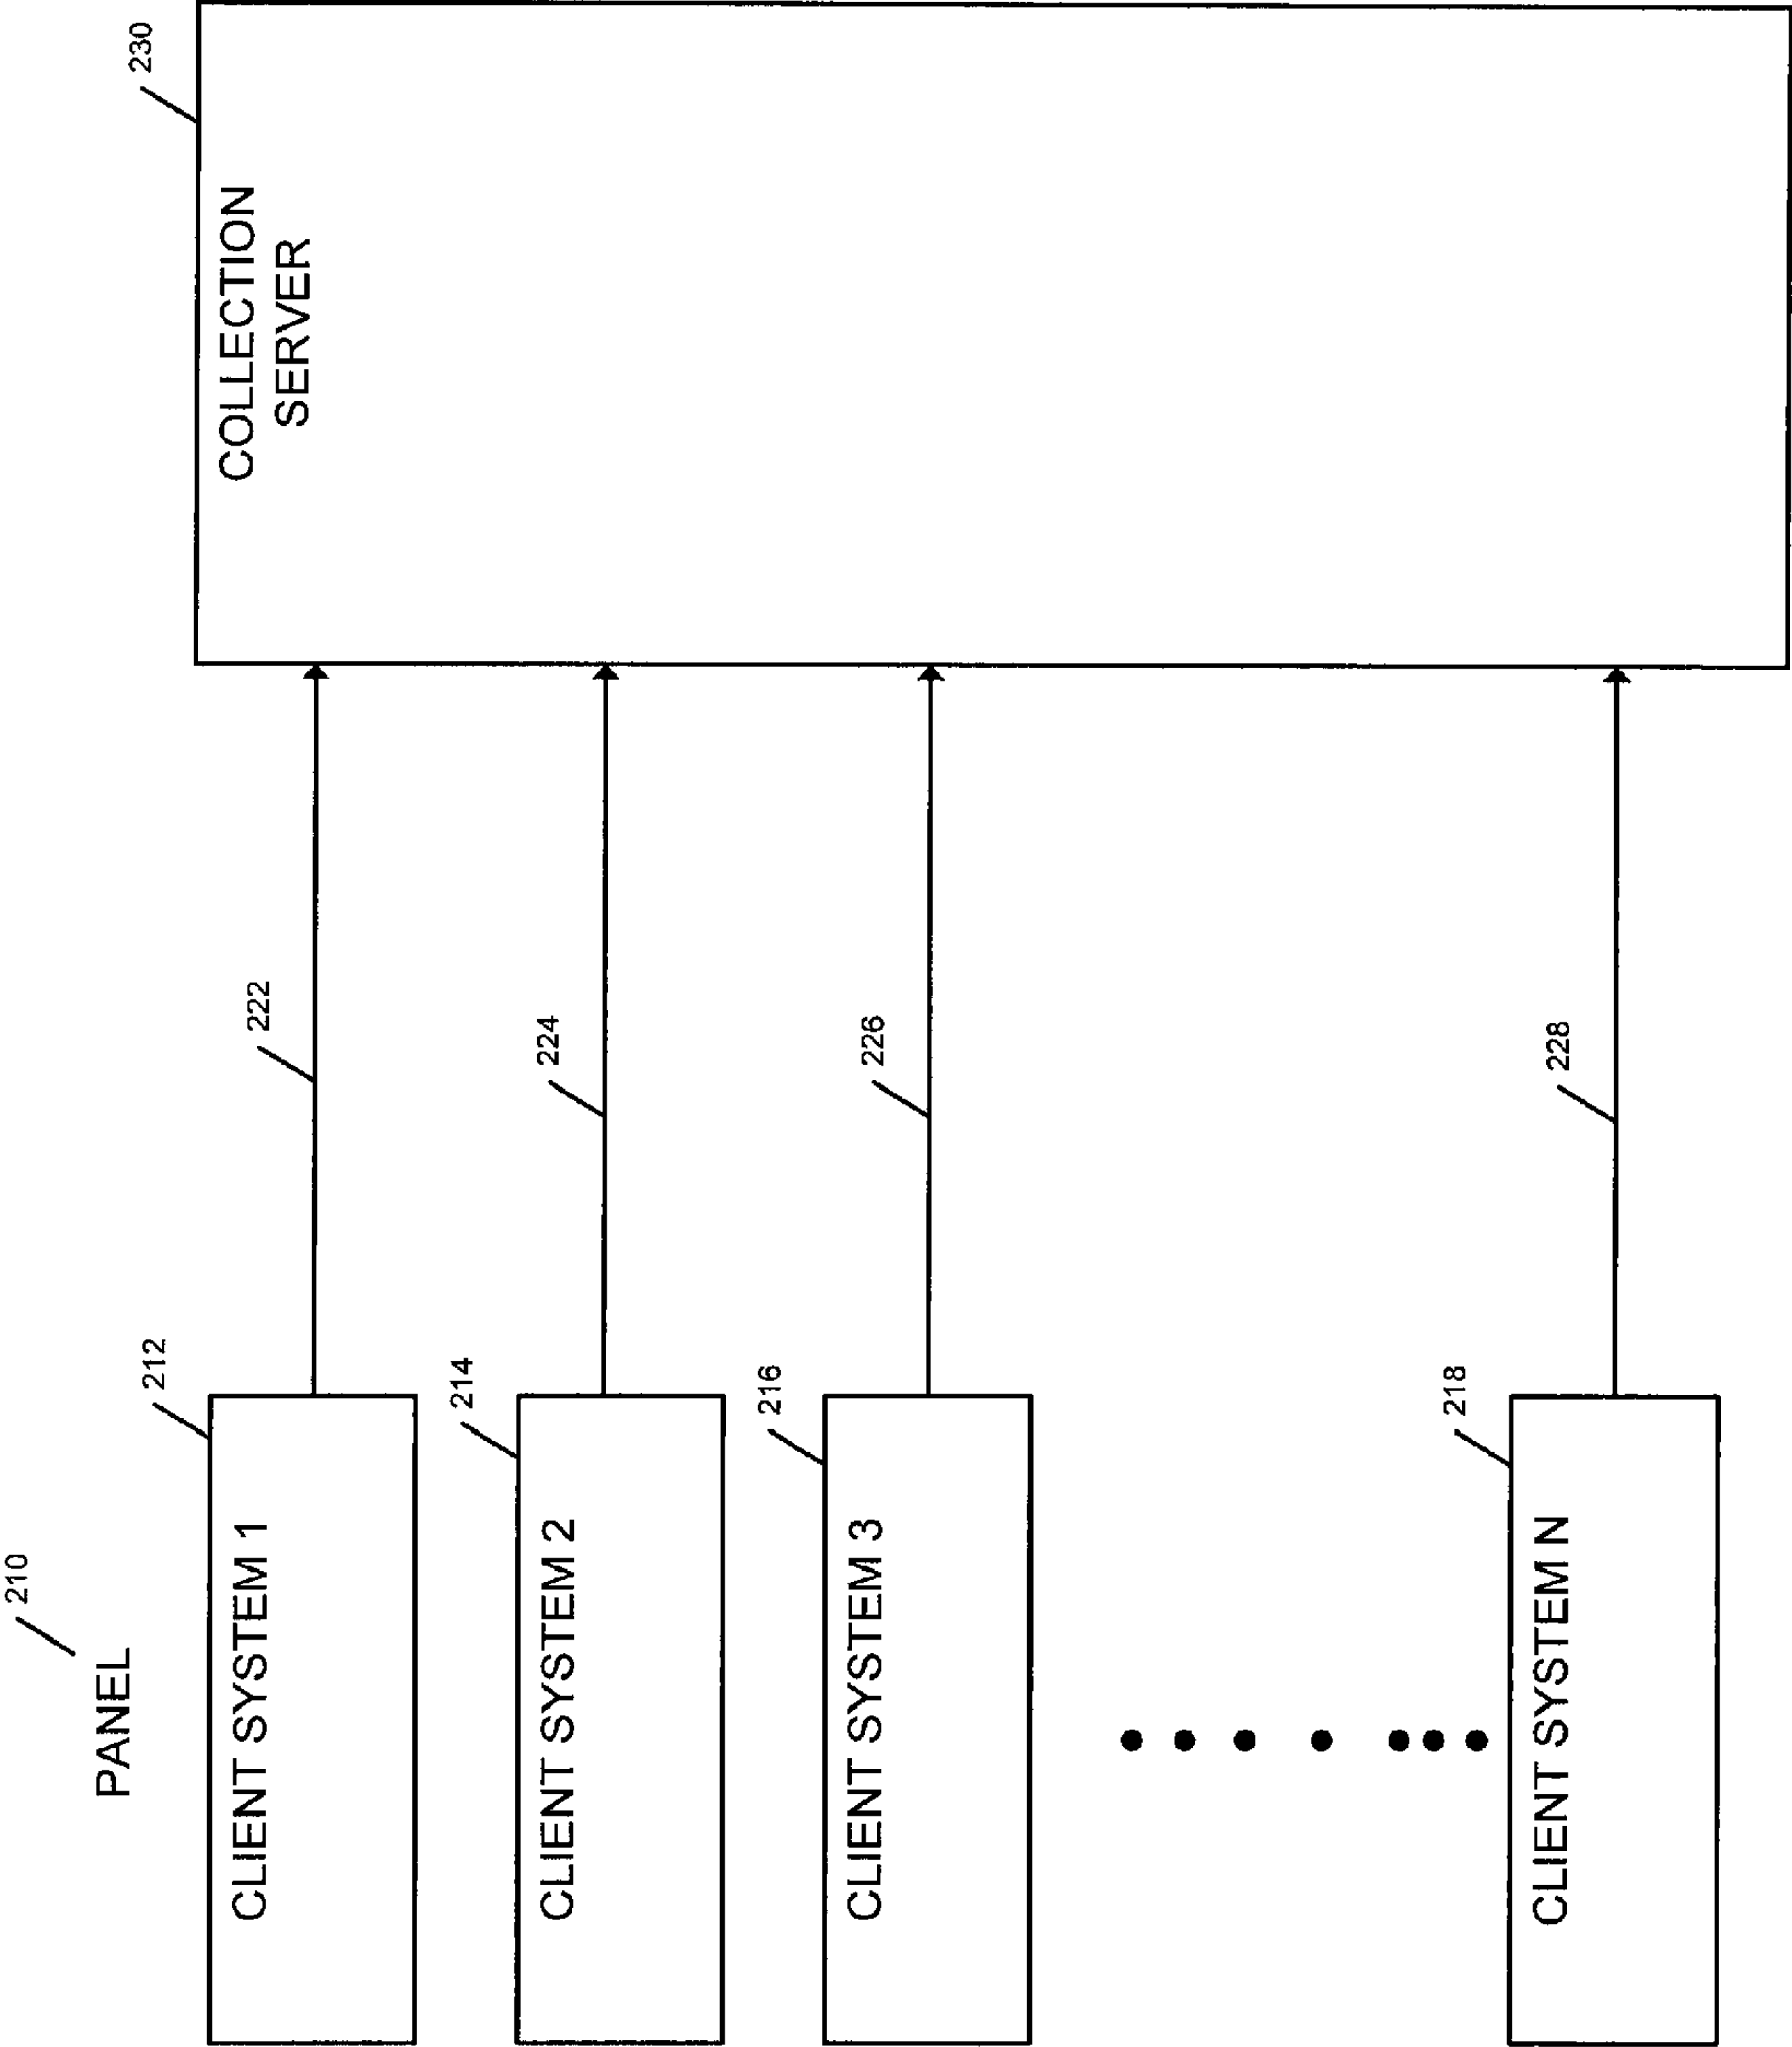 210
PANEL
212
CLIENT SYSTEM 1
222
230
COLLECTION
SERVER
214
CLIENT SYSTEM 2
224
216
CLIENT SYSTEM 3
226
218
CLIENT SYSTEM N
228